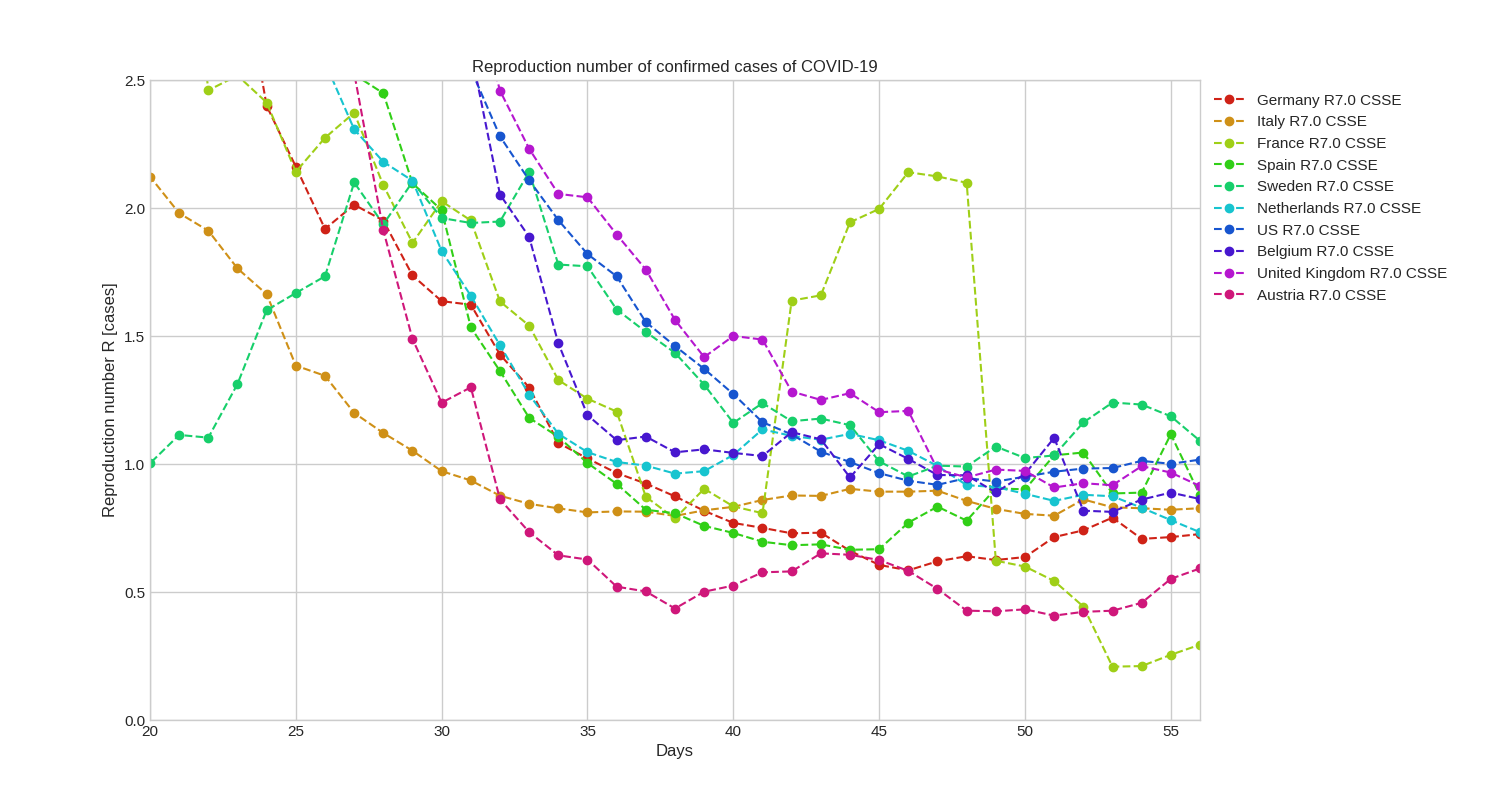 Reproduction number of confirmed cases of COVID-19
Reproduction number R [cases]
2.5
2.0
1.5
1.0
0.5
0.0
20 25 30 35 40 45 50 55
Days
Germany R7.0 CSSE
Italy R7.0 CSSE
France R7.0 CSSE
Spain R7.0 CSSE
Sweden R7.0 CSSE
Netherlands R7.0 CSSE
US R7.0 CSSE
Belgium R7.0 CSSE
United Kingdom R7.0 CSSE
Austria R7.0 CSSE